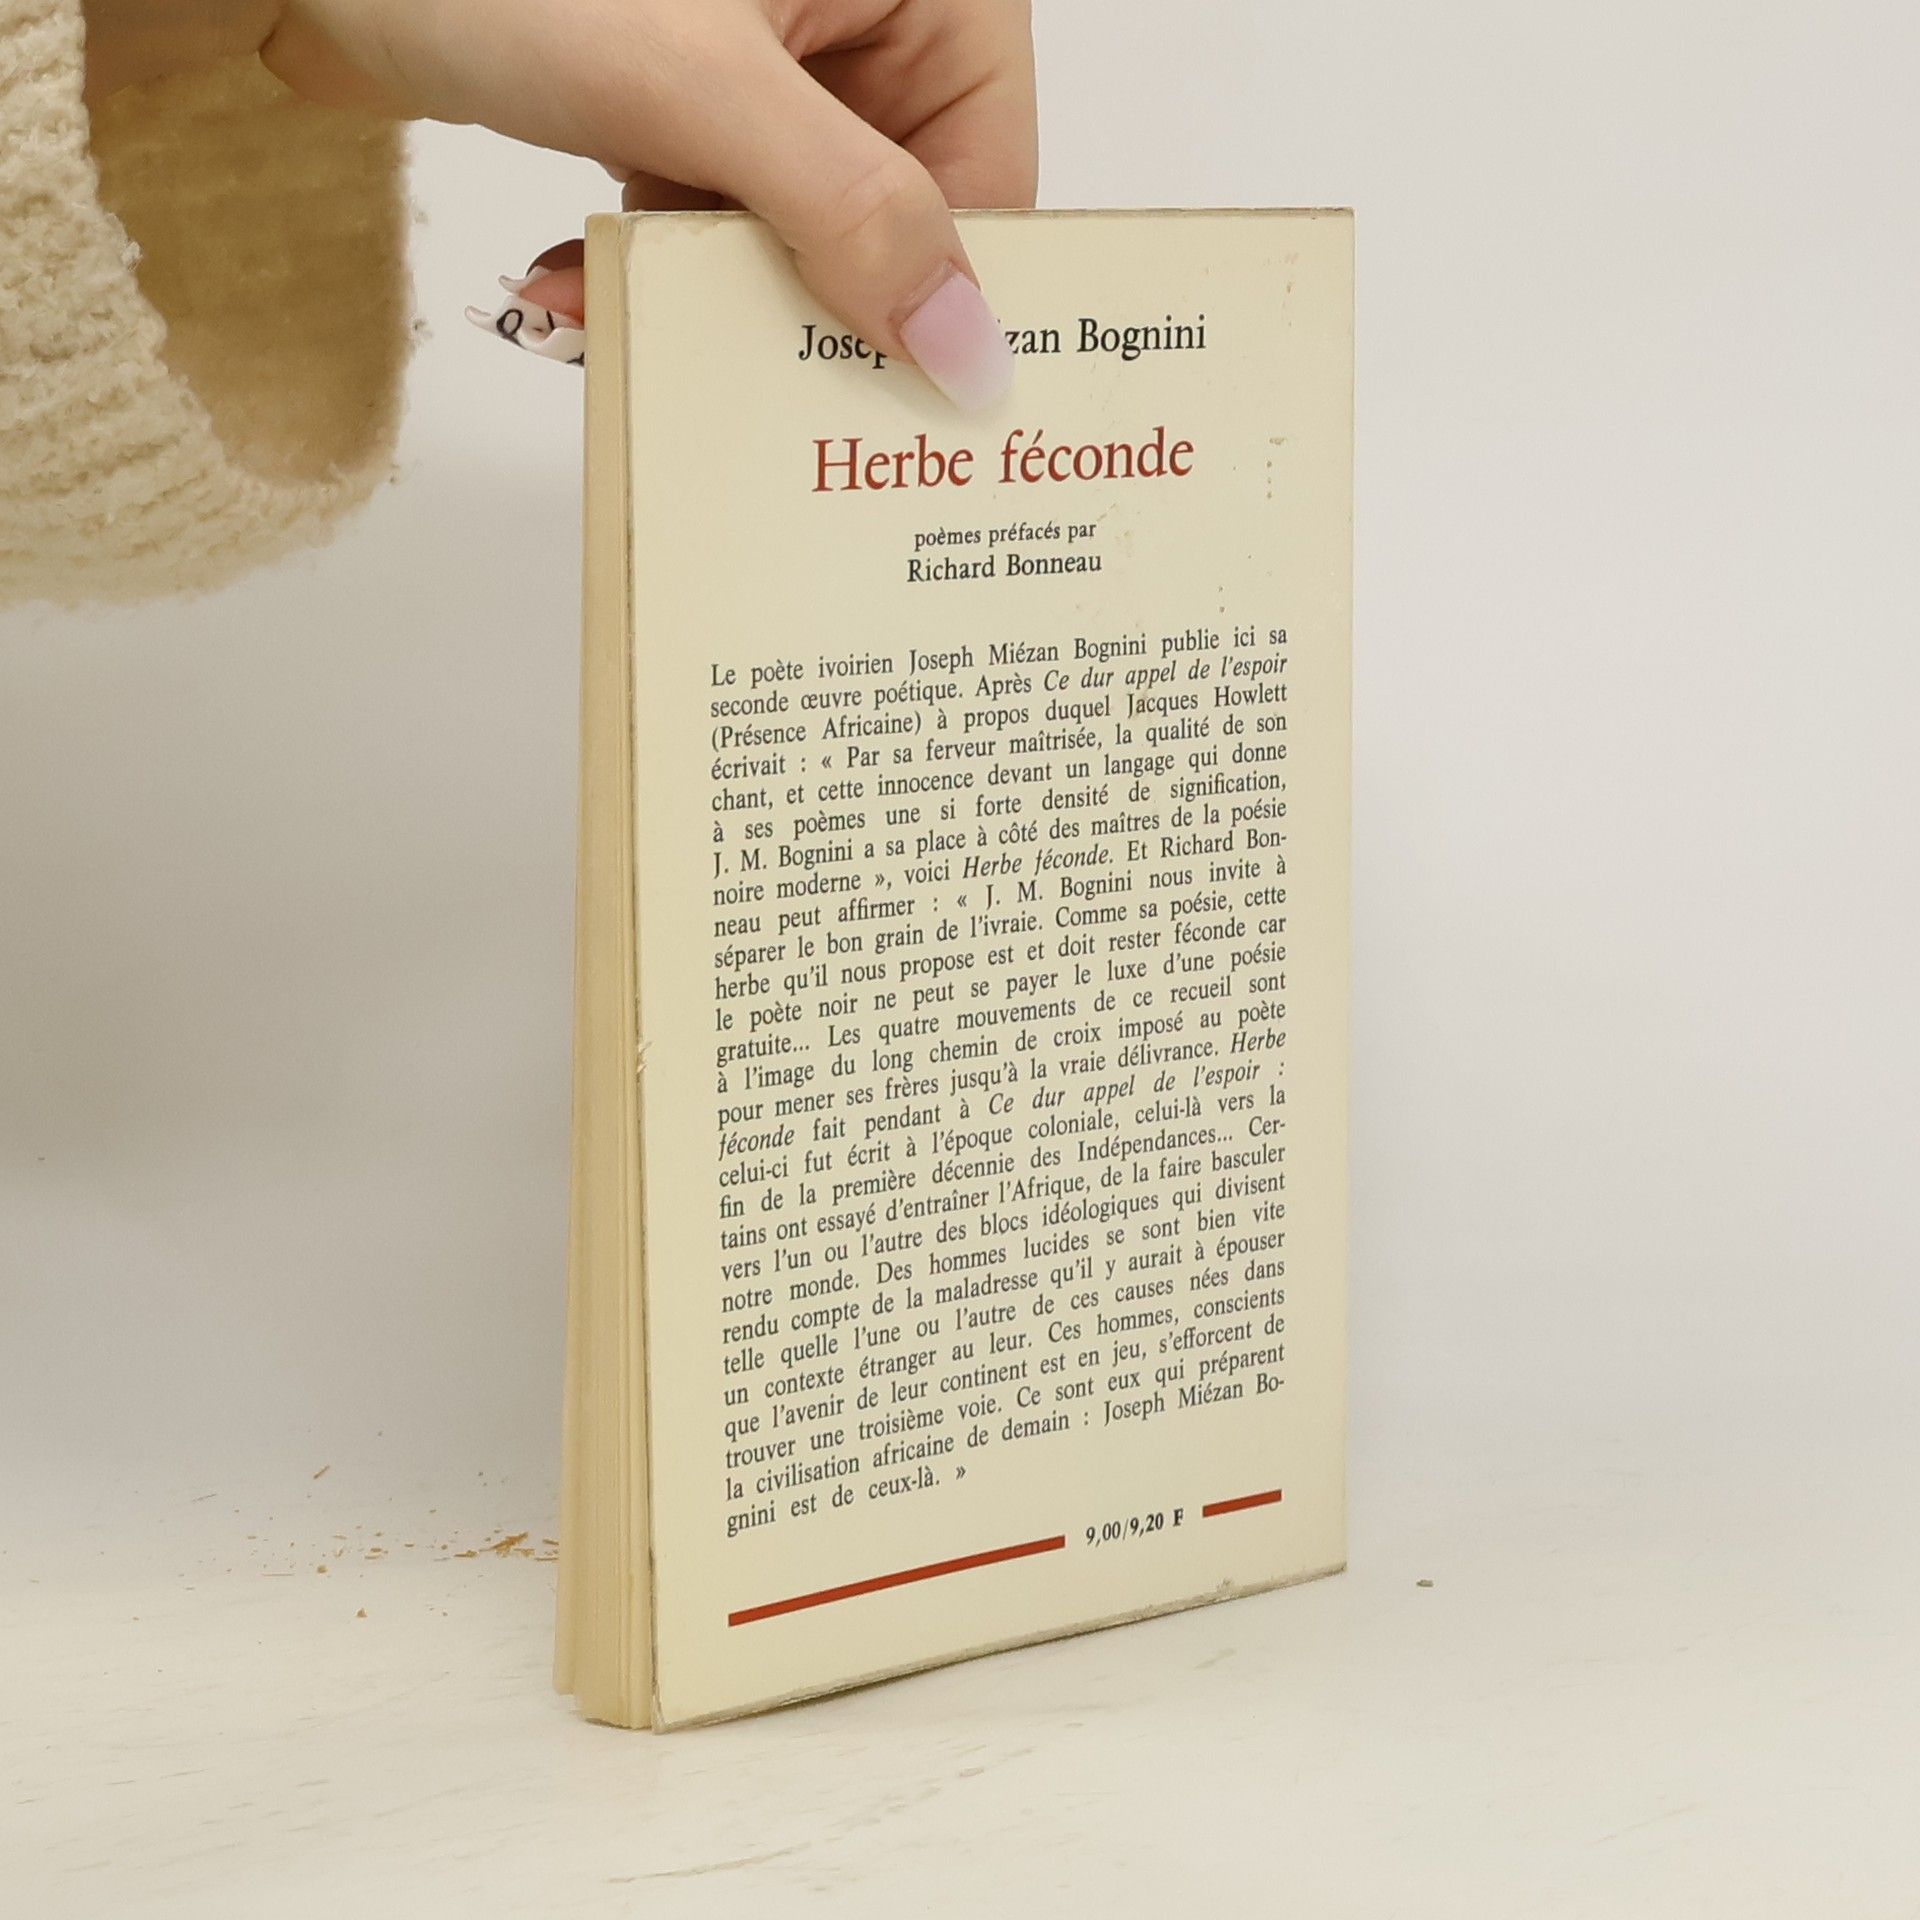 Joseph Miézan Bognini
Herbe féconde
poèmes préfacés par
Richard Bonneau
Le poète ivoirien Joseph Miézan Bognini publie ici sa
seconde œuvre poétique. Après Ce dur appel de l'espoir
(Présence Africaine) à propos duquel Jacques Howlett
écrivait : « Par sa ferveur maîtrisée, la qualité de son
chant, et cette innocence devant un langage qui donne
à ses poèmes une si forte densité de signification,
J. M. Bognini a sa place à côté des maîtres de la poésie
noire moderne », voici Herbe féconde. Et Richard Bon-
neau peut affirmer : « J. M. Bognini nous invite à
séparer le bon grain de l'ivraie. Comme sa poésie, cette
herbe qu'il nous propose est et doit rester féconde car
le poète noir ne peut se payer le luxe d'une poésie
gratuite... Les quatre mouvements de ce recueil sont
à l'image du long chemin de croix imposé au poète
pour mener ses frères jusqu'à la vraie délivrance. Herbe
féconde fait pendant à Ce dur appel de l'espoir :
celui-ci fut écrit à l'époque coloniale, celui-là vers la
fin de la première décennie des Indépendances... Cer-
tains ont essayé d'entraîner l'Afrique, de la faire basculer
vers l'un ou l'autre des blocs idéologiques qui divisent
notre monde. Des hommes lucides se sont bien vite
rendu compte de la maladresse qu'il y aurait à épouser
telle quelle l'une ou l'autre de ces causes nées dans
un contexte étranger au leur. Ces hommes, conscients
que l'avenir de leur continent est en jeu, s'efforcent de
trouver une troisième voie. Ce sont eux qui préparent
la civilisation africaine de demain : Joseph Miézan Bo-
gnini est de ceux-là. »
9,00/9,20 F